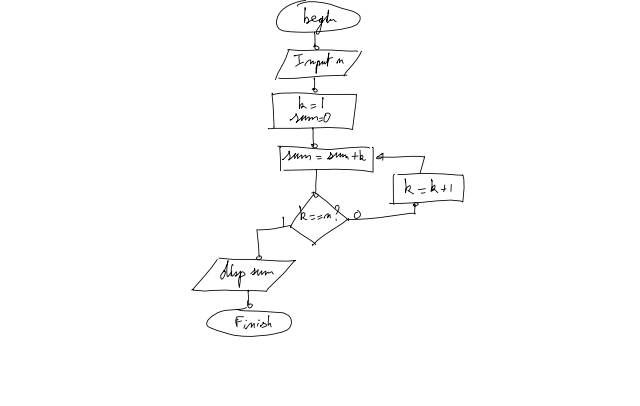 begin
Input n
k = 1
sum=0
sum = sum+k
k = k+1
k==n?
1
0
disp sum
Finish